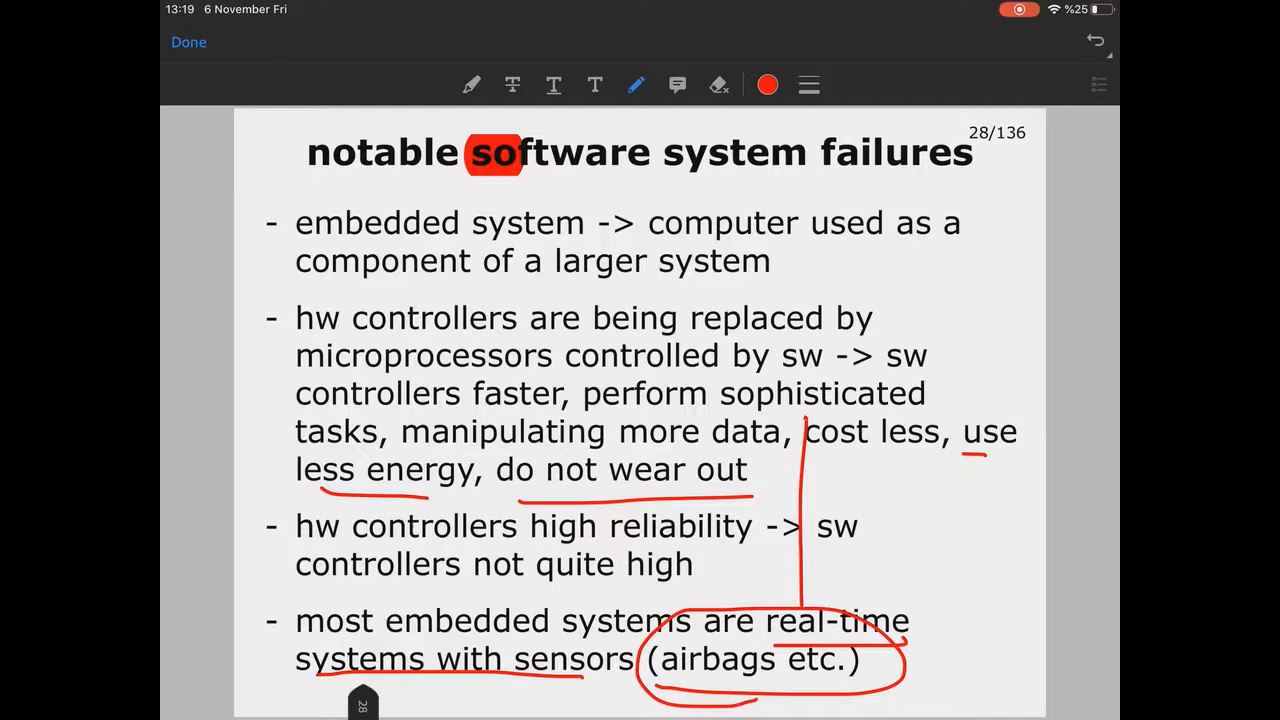 13:19 6 November Fri %25
Done
28/136
notable software system failures
- embedded system -> computer used as a
component of a larger system
- hw controllers are being replaced by
microprocessors controlled by sw -> sw
controllers faster, perform sophisticated
tasks, manipulating more data, cost less, use
less energy, do not wear out
- hw controllers high reliability -> sw
controllers not quite high
- most embedded systems are real-time
systems with sensors (airbags etc.)
28